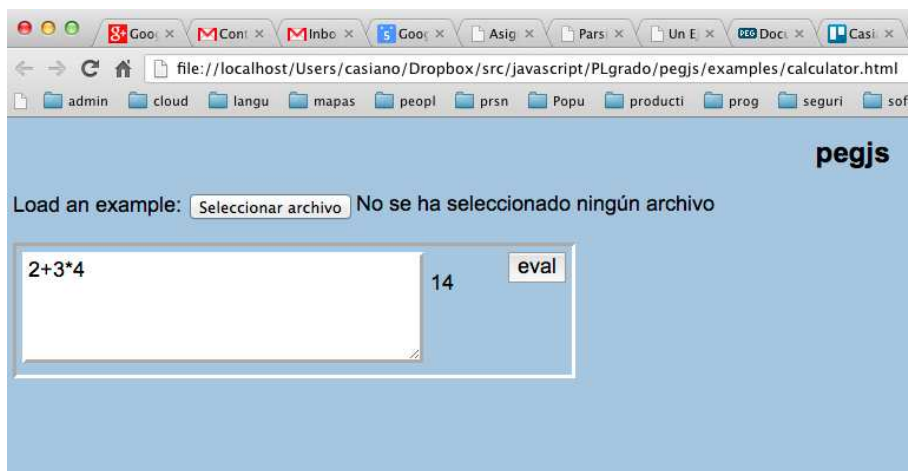 Goo Cont Inbo Goo Asig Parsi Un E PEG Docu Casi
file://localhost/Users/casiano/Dropbox/src/javascript/PLgrado/pegjs/examples/calculator.html
admin cloud langu mapas peopl prsn Popu producti prog seguri sof
pegjs
Load an example: Seleccionar archivo No se ha seleccionado ningún archivo
2+3*4 14 eval